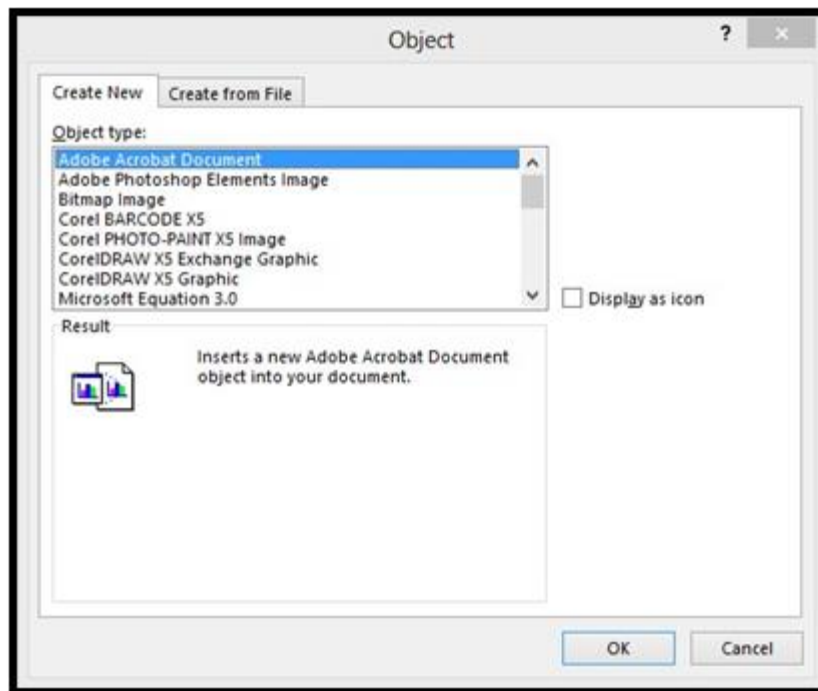 Object
?
Create New
Create from File
Object type:
Adobe Acrobat Document
Adobe Photoshop Elements Image
Bitmap Image
Corel BARCODE X5
Corel PHOTO-PAINT X5 Image
CorelDRAW X5 Exchange Graphic
CorelDRAW X5 Graphic
Microsoft Equation 3.0
Display as icon
Result
Inserts a new Adobe Acrobat Document
object into your document.
OK
Cancel